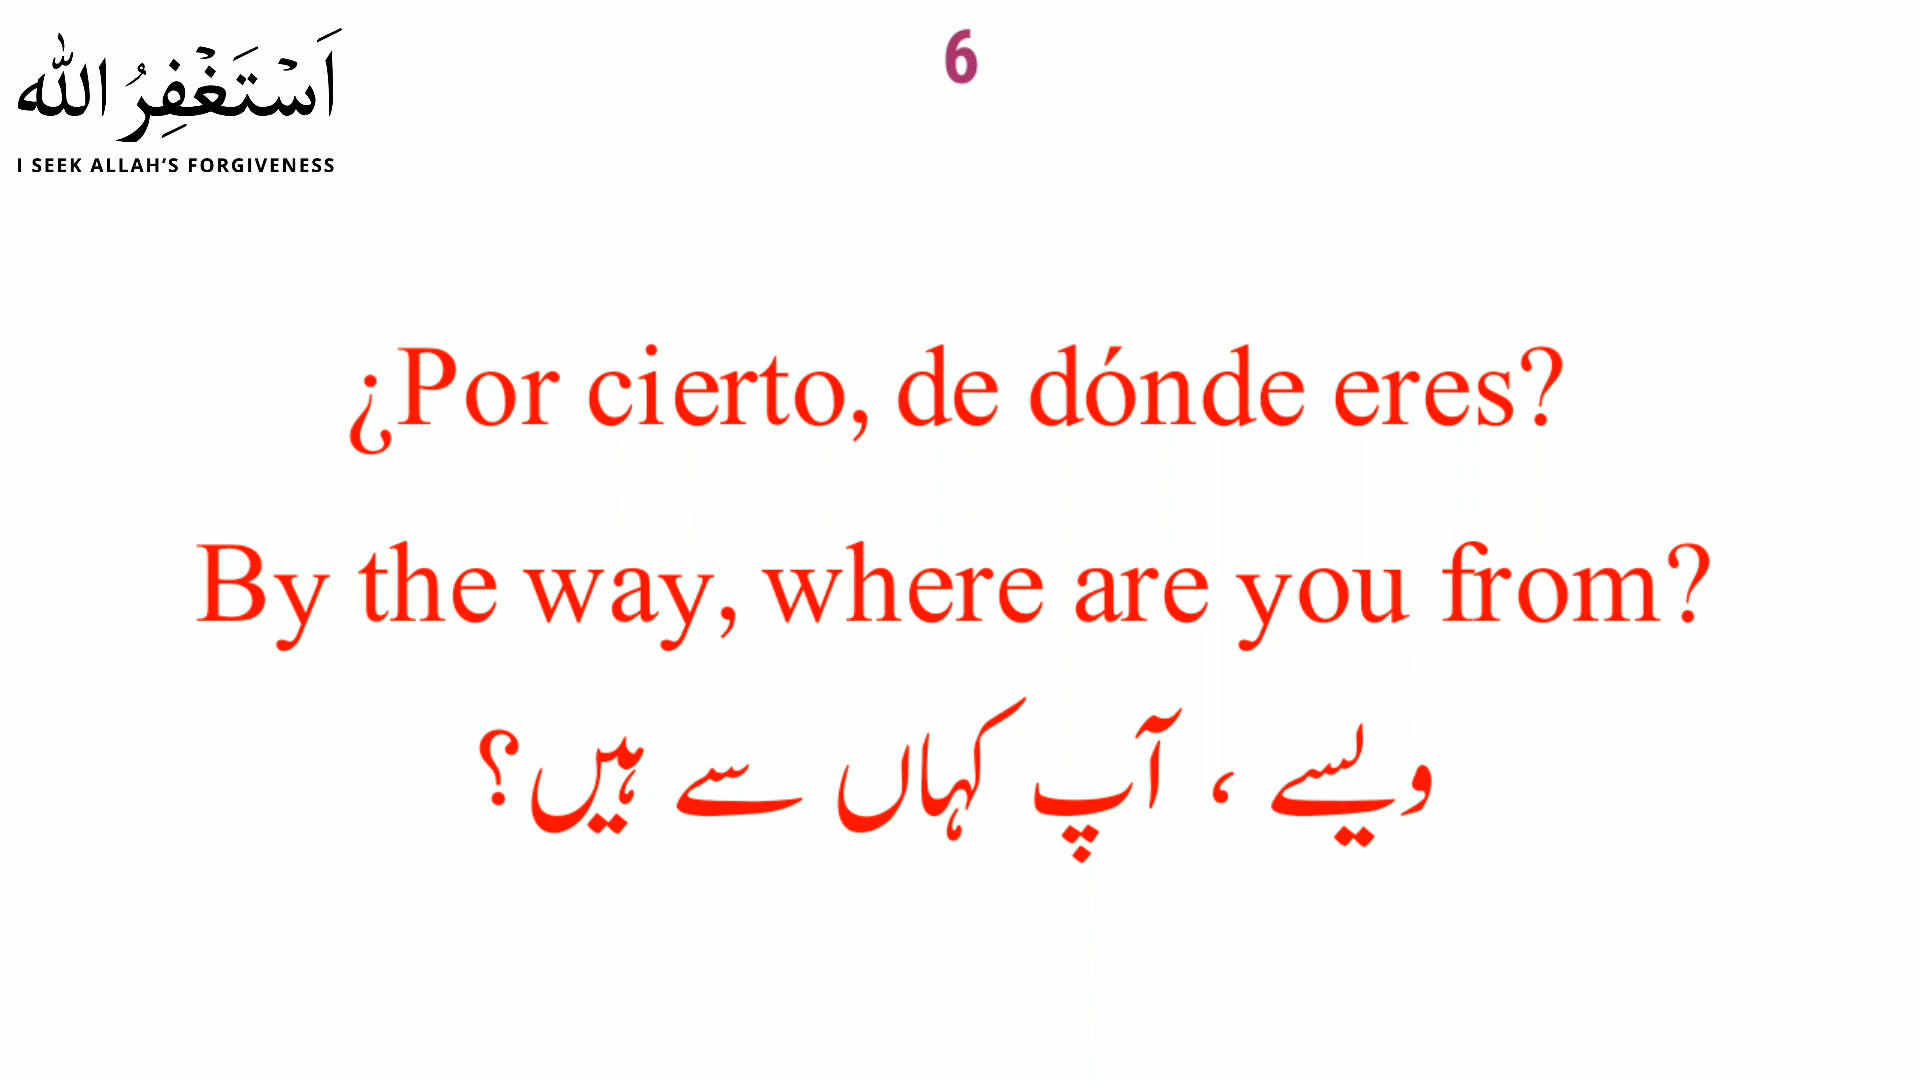 اَسْتَغْفِرُ اللّٰه
I SEEK ALLAH’S FORGIVENESS
6
¿Por cierto, de dónde eres?
By the way, where are you from?
ویسے ، آپ کہاں سے ہیں؟